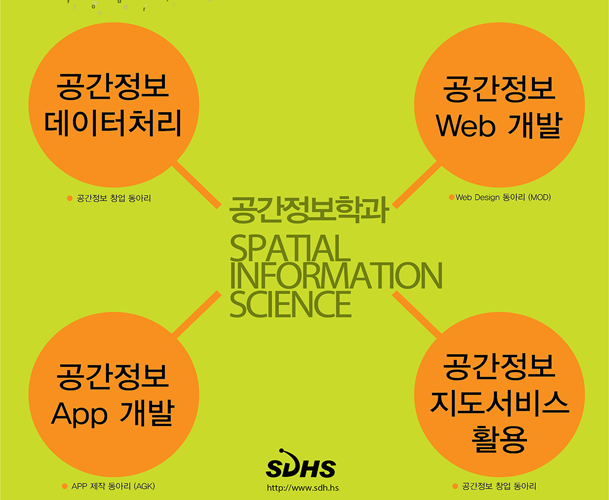 공간정보
데이터처리
공간정보
Web 개발
● 공간정보 창업 동아리
●Web Design 동아리 (MOD)
공간정보학과
SPATIAL
INFORMATION
SCIENCE
공간정보
App 개발
공간정보
지도서비스
활용
SDHS
● APP 제작 동아리 (AGK)
http://www.sdh.hs
● 공간정보 창업 동아리